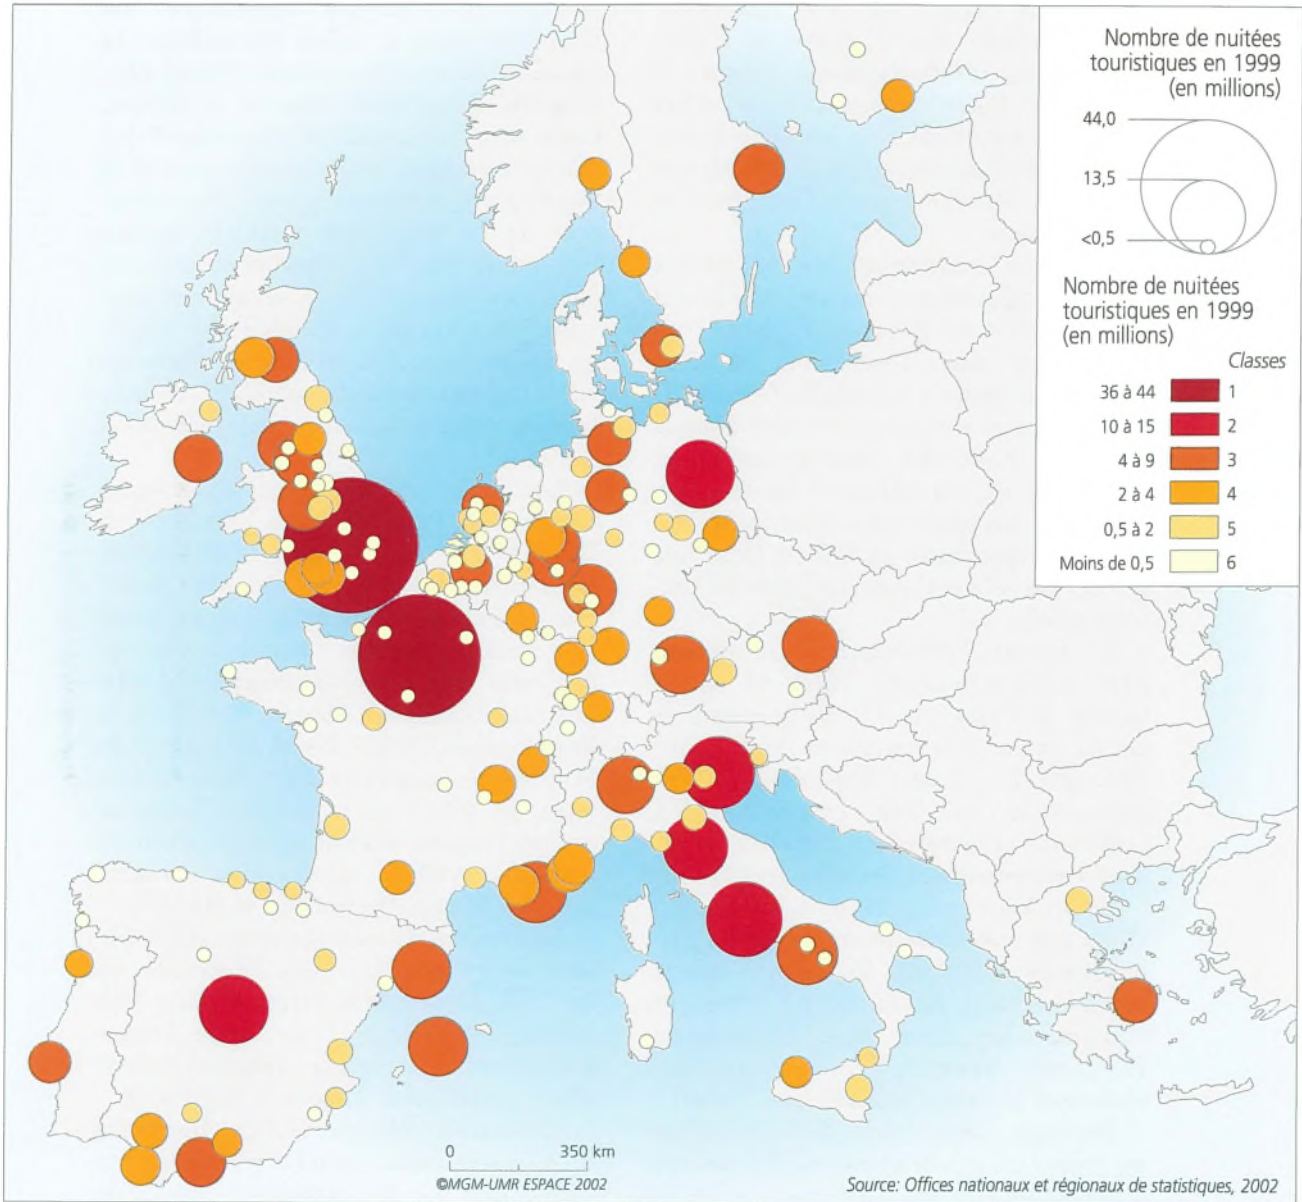 Nombre de nuitées
touristiques en 1999
(en millions)
44,0
13,5
<0,5
Nombre de nuitées
touristiques en 1999
(en millions)
Classes
36 à 44 1
10 à 15 2
4 à 9 3
2 à 4 4
0,5 à 2 5
Moins de 0,5 6
0 350 km
©MGM-UMR ESPACE 2002
Source: Offices nationaux et régionaux de statistiques, 2002